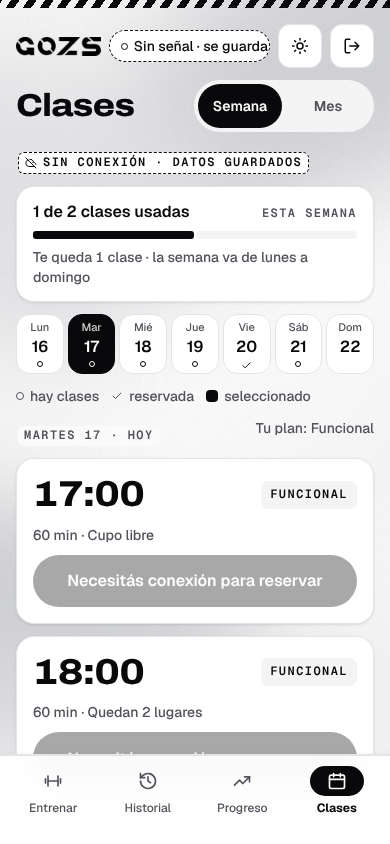 GOZS
Sin señal · se guarda
Clases
Semana
Mes
SIN CONEXIÓN · DATOS GUARDADOS
1 de 2 clases usadas
ESTA SEMANA
Te queda 1 clase · la semana va de lunes a
domingo
Lun Mar Mié Jue Vie Sáb Dom
16 17 18 19 20 21 22
hay clases reservada seleccionado
MARTES 17 · HOY
Tu plan: Funcional
17:00
FUNCIONAL
60 min · Cupo libre
Necesitás conexión para reservar
18:00
FUNCIONAL
60 min · Quedan 2 lugares
Entrenar Historial Progreso Clases